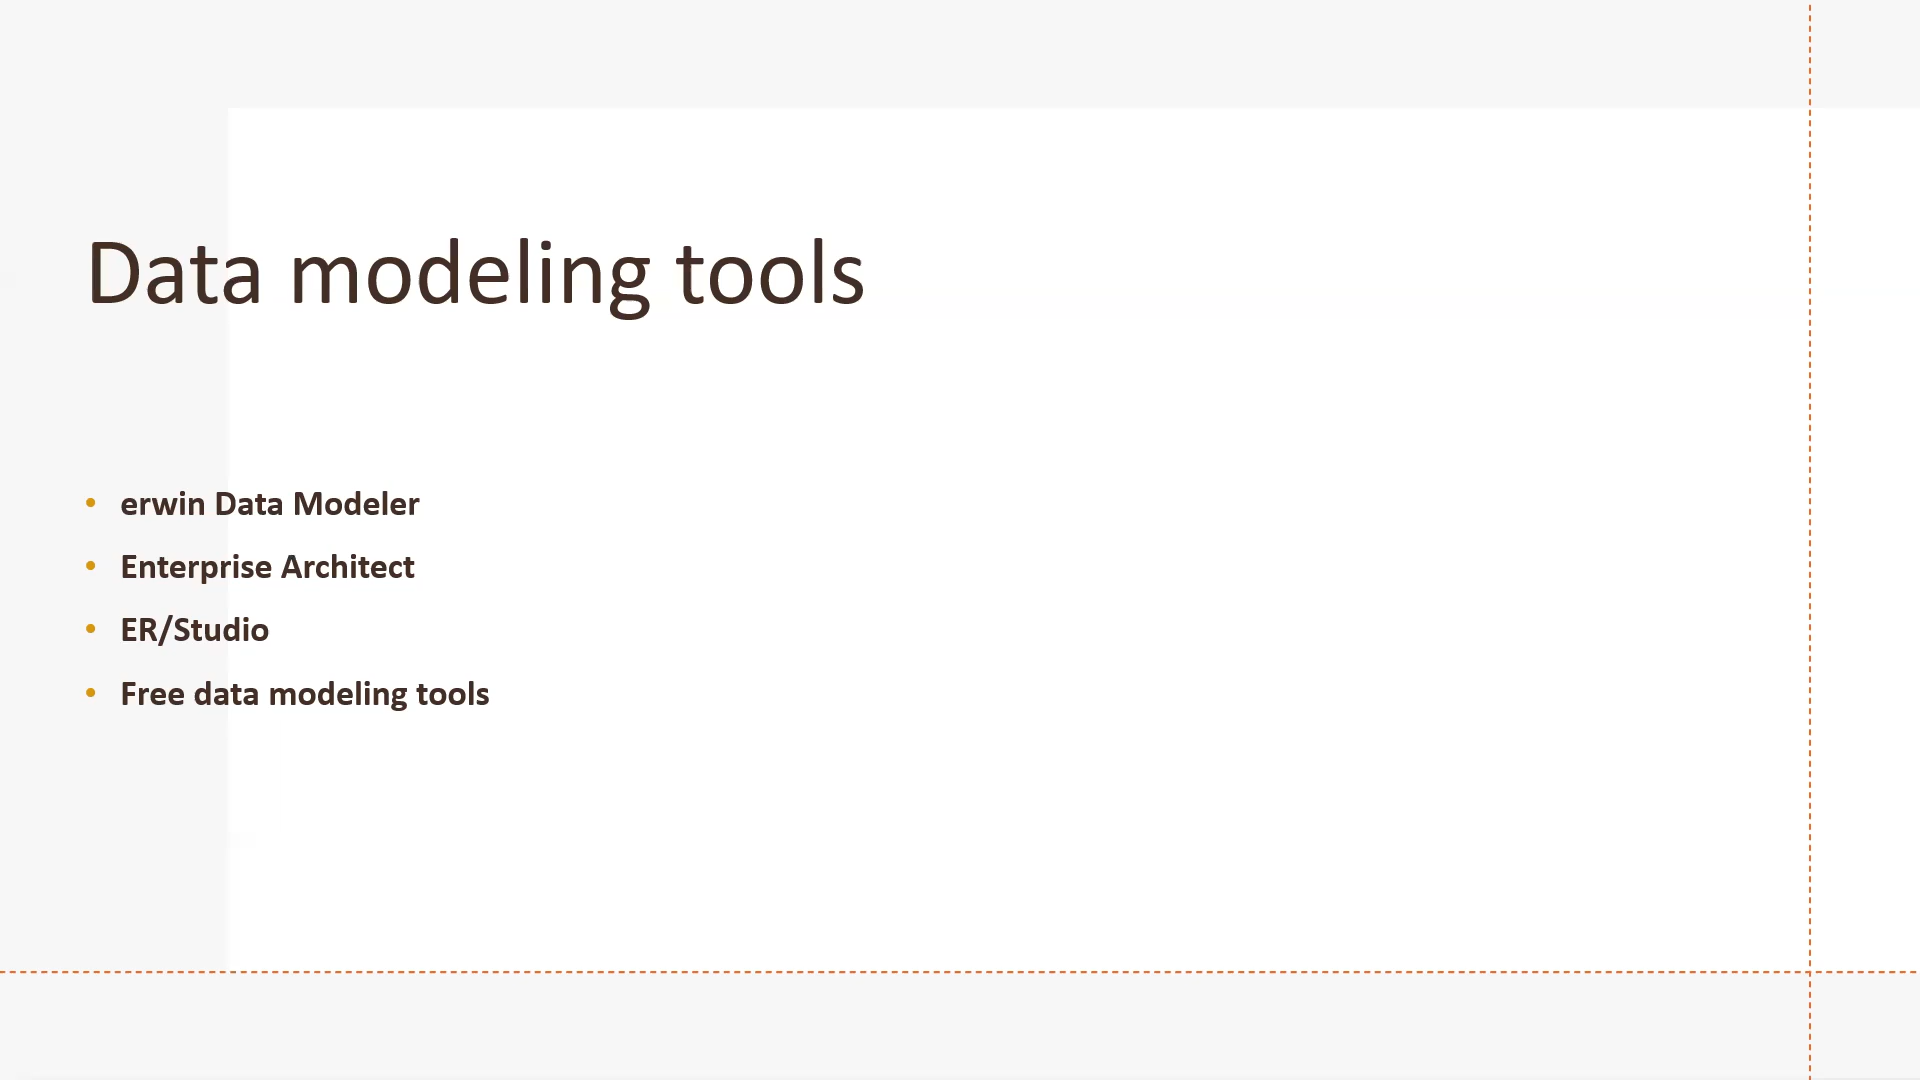 Data modeling tools
• erwin Data Modeler
• Enterprise Architect
• ER/Studio
• Free data modeling tools